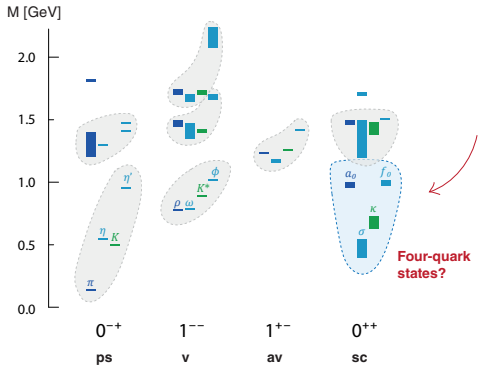 M [GeV]
2.0
1.5
1.0
0.5
0.0
η′
η
K
π
ϕ
K*
ρ ω
a₀
f₀
κ
σ
Four-quark
states?
0⁻⁺ 1⁻⁻ 1⁺⁻ 0⁺⁺
ps v av sc